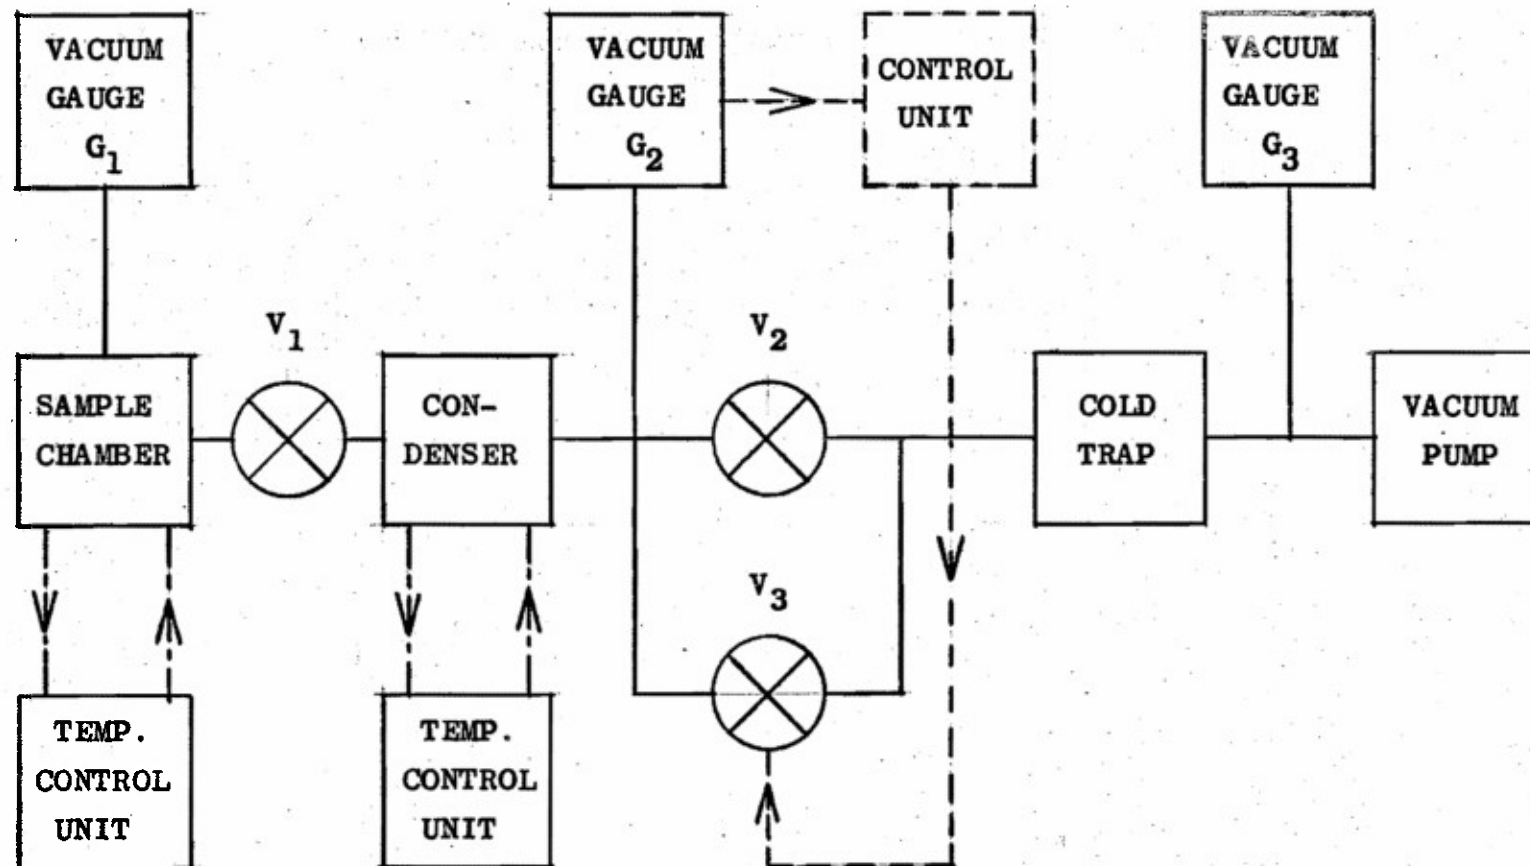 VACUUM
GAUGE
G1
VACUUM
GAUGE
G2
CONTROL
UNIT
VACUUM
GAUGE
G3
V1
V2
SAMPLE
CHAMBER
CON-
DENSER
COLD
TRAP
VACUUM
PUMP
V3
TEMP.
CONTROL
UNIT
TEMP.
CONTROL
UNIT